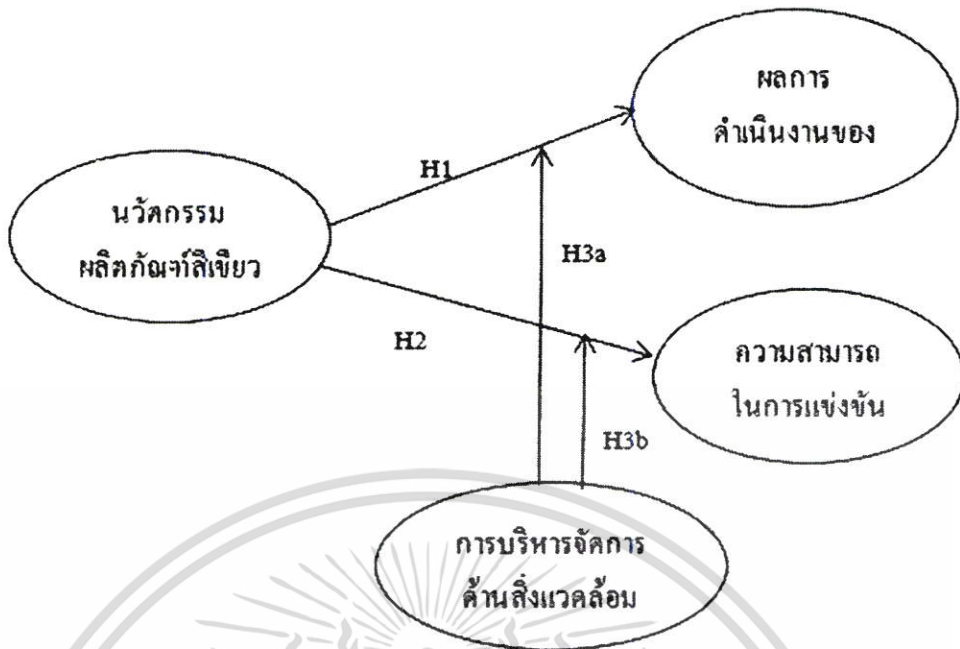 ผลการ
ดำเนินงานของ
H1
นวัตกรรม
ผลิตภัณฑ์สีเขียว
H3a
H2
ความสามารถ
ในการแข่งขัน
H3b
การบริหารจัดการ
ด้านสิ่งแวดล้อม